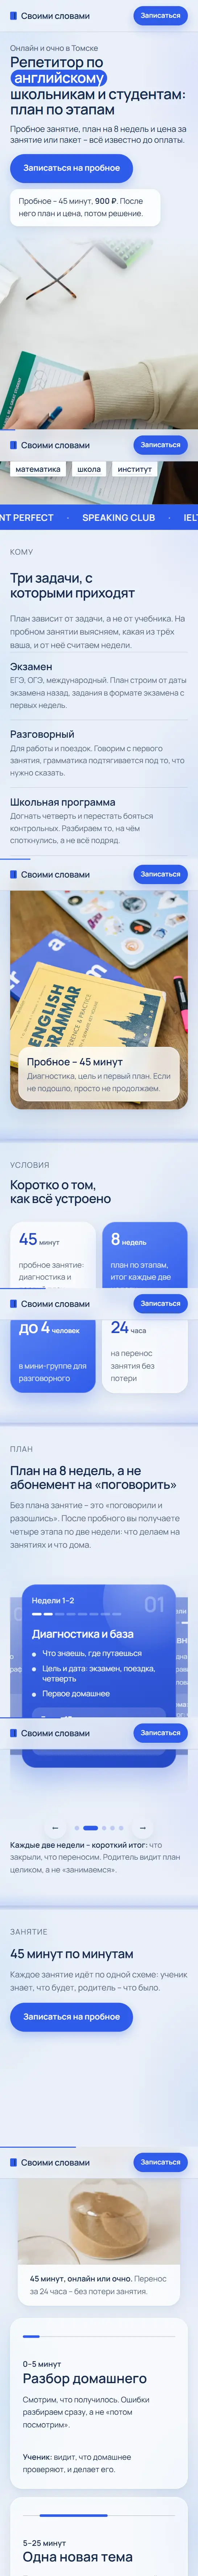 Своими словами
Записаться
Онлайн и очно в Томске
Репетитор по
английскому
школьникам и студентам:
план по этапам
Пробное занятие, план на 8 недель и цена за
занятие или пакет – всё известно до оплаты.
Записаться на пробное
Пробное – 45 минут, 900 ₽. После
него план и цена, потом решение.
Своими словами
Записаться
математика
школа
институт
NT PERFECT · SPEAKING CLUB · IELT
КОМУ
Три задачи, с
которыми приходят
План зависит от задачи, а не от учебника. На
пробном занятии выясняем, какая из трёх
ваша, и от неё считаем недели.
Экзамен
ЕГЭ, ОГЭ, международный. План строим от даты
экзамена назад, задания в формате экзамена с
первых недель.
Разговорный
Для работы и поездок. Говорим с первого
занятия, грамматика подтягивается под то, что
нужно сказать.
Школьная программа
Догнать четверть и перестать бояться
контрольных. Разбираем то, на чём
споткнулись, а не всё подряд.
Своими словами
Записаться
ENGLISH
GRAMMAR
Пробное – 45 минут
Диагностика, цель и первый план. Если
не подошло, просто не продолжаем.
УСЛОВИЯ
Коротко о том,
как всё устроено
45 минут
пробное занятие:
диагностика и
8 недель
план по этапам,
итог каждые две
Своими словами
Записаться
до 4 человек
в мини-группе для
разговорного
24 часа
на перенос
занятия без
потери
ПЛАН
План на 8 недель, а не
абонемент на «поговорить»
Без плана занятие – это «поговорили и
разошлись». После пробного вы получаете
четыре этапа по две недели: что делаем на
занятиях и что дома.
Недели 1–2
01
Диагностика и база
Что знаешь, где путаешься
Цель и дата: экзамен, поездка,
четверть
Первое домашнее
Своими словами
Записаться
←
→
Каждые две недели – короткий итог: что
закрыли, что переносим. Родитель видит план
целиком, а не «занимаемся».
ЗАНЯТИЕ
45 минут по минутам
Каждое занятие идёт по одной схеме: ученик
знает, что будет, родитель – что было.
Записаться на пробное
Своими словами
Записаться
45 минут, онлайн или очно. Перенос
за 24 часа – без потери занятия.
0–5 минут
Разбор домашнего
Смотрим, что получилось. Ошибки
разбираем сразу, а не «потом
посмотрим».
Ученик: видит, что домашнее
проверяют, и делает его.
5–25 минут
Одна новая тема